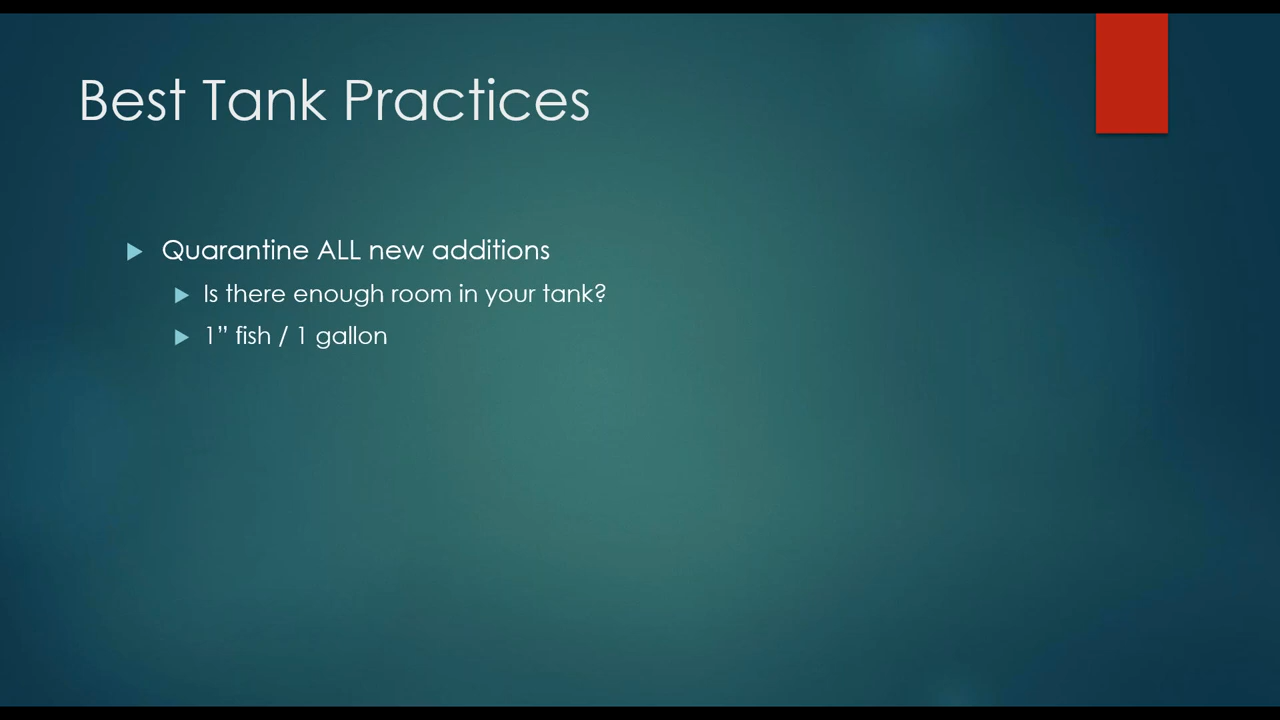 Best Tank Practices
Quarantine ALL new additions
Is there enough room in your tank?
1” fish / 1 gallon